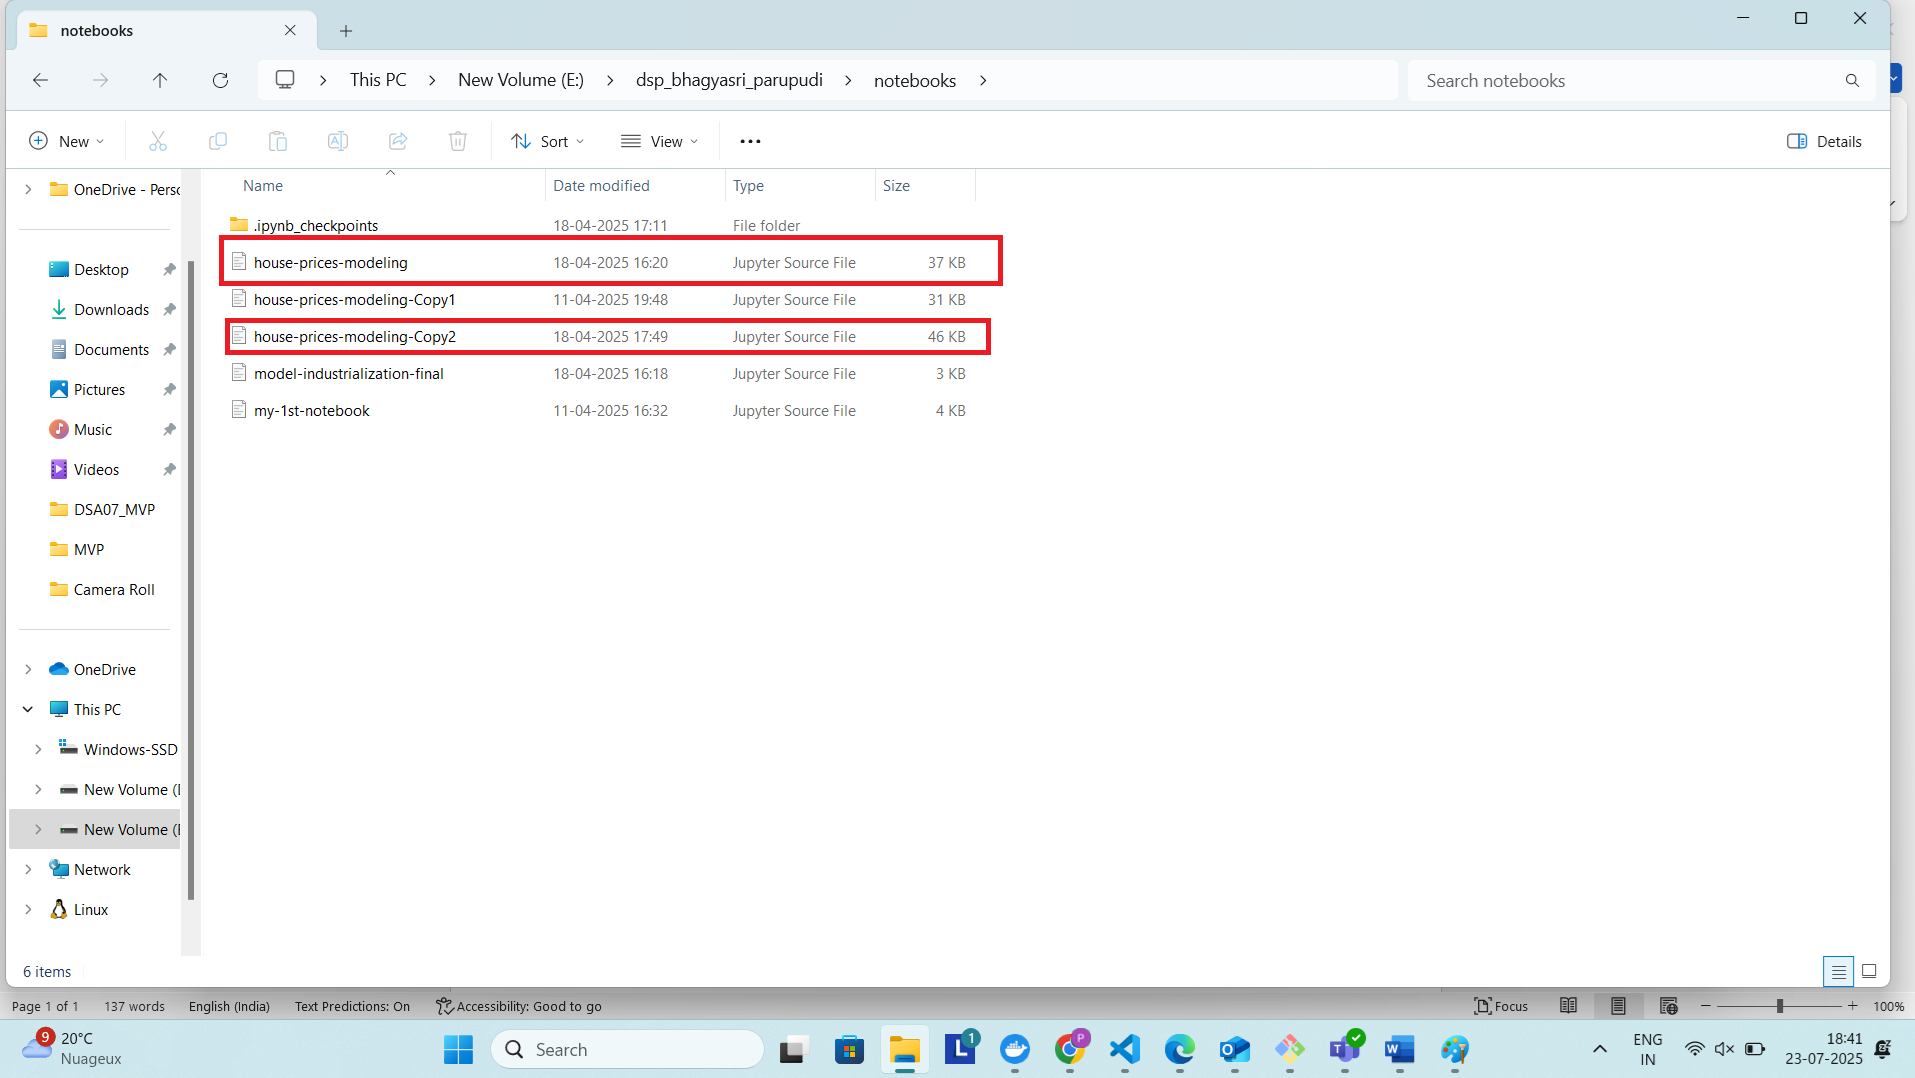 notebooks
This PC > New Volume (E:) > dsp_bhagyasri_parupudi > notebooks >
Search notebooks
New
Sort
View
Details
Name
Date modified
Type
Size
.ipynb_checkpoints 18-04-2025 17:11 File folder
house-prices-modeling 18-04-2025 16:20 Jupyter Source File 37 KB
house-prices-modeling-Copy1 11-04-2025 19:48 Jupyter Source File 31 KB
house-prices-modeling-Copy2 18-04-2025 17:49 Jupyter Source File 46 KB
model-industrialization-final 18-04-2025 16:18 Jupyter Source File 3 KB
my-1st-notebook 11-04-2025 16:32 Jupyter Source File 4 KB
OneDrive - Perso
Desktop
Downloads
Documents
Pictures
Music
Videos
DSA07_MVP
MVP
Camera Roll
OneDrive
This PC
Windows-SSD
New Volume (
New Volume (
Network
Linux
6 items
Page 1 of 1 137 words English (India) Text Predictions: On Accessibility: Good to go Focus 100%
9
20°C
Nuageux
Search
L
1
P
T
W
ENG
IN
18:41
23-07-2025